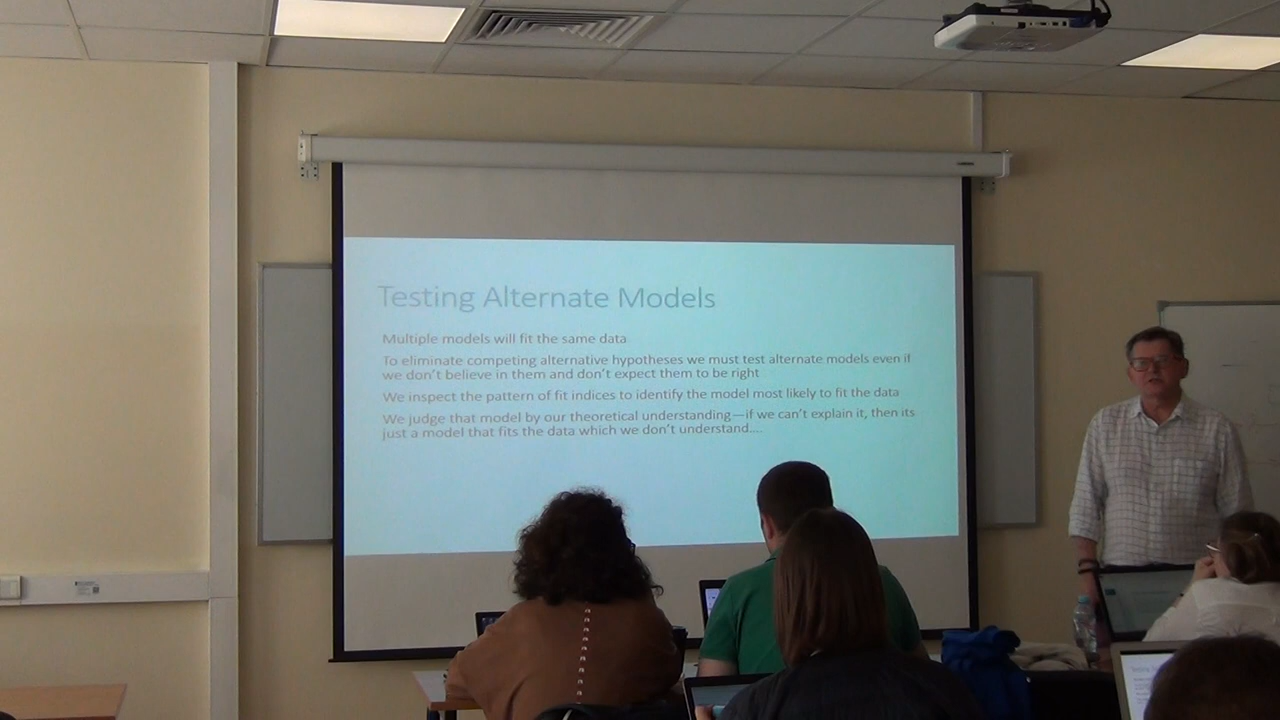 Testing Alternate Models
Multiple models will fit the same data
To eliminate competing alternative hypotheses we must test alternate models even if
we don't believe in them and don't expect them to be right
We inspect the pattern of fit indices to identify the model most likely to fit the data
We judge that model by our theoretical understanding—if we can't explain it, then its
just a model that fits the data which we don't understand....